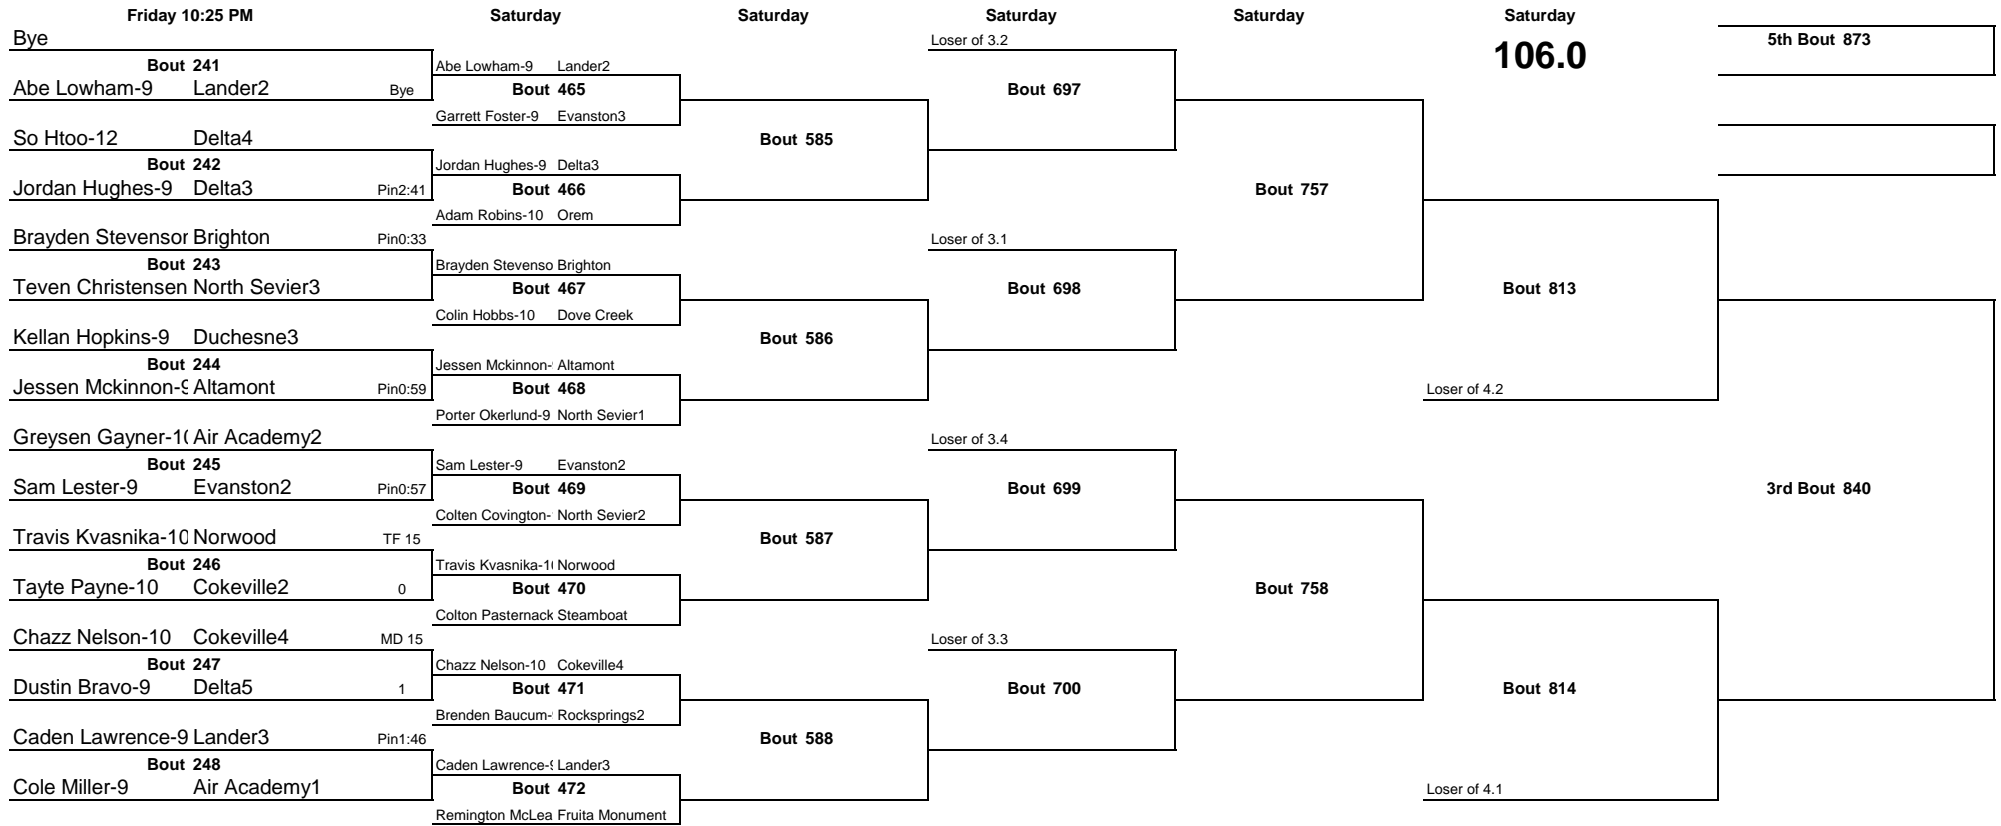 Friday 10:25 PM Saturday Saturday Saturday Saturday Saturday
Bye Loser of 3.2 106.0 5th Bout 873
Bout 241 Abe Lowham-9 Lander2
Abe Lowham-9 Lander2 Bye Bout 465 Bout 697
Garrett Foster-9 Evanston3
So Htoo-12 Delta4 Bout 585
Bout 242 Jordan Hughes-9 Delta3
Jordan Hughes-9 Delta3 Pin2:41 Bout 466 Bout 757
Adam Robins-10 Orem
Brayden Stevensor Brighton Pin0:33 Loser of 3.1
Bout 243 Brayden Stevenso Brighton
Teven Christensen North Sevier3 Bout 467 Bout 698 Bout 813
Colin Hobbs-10 Dove Creek
Kellan Hopkins-9 Duchesne3 Bout 586
Bout 244 Jessen Mckinnon- Altamont
Jessen Mckinnon-9 Altamont Pin0:59 Bout 468 Loser of 4.2
Porter Okerlund-9 North Sevier1
Greysen Gayner-10 Air Academy2 Loser of 3.4
Bout 245 Sam Lester-9 Evanston2
Sam Lester-9 Evanston2 Pin0:57 Bout 469 Bout 699 3rd Bout 840
Colten Covington- North Sevier2
Travis Kvasnika-10 Norwood TF 15 Bout 587
Bout 246 Travis Kvasnika-10 Norwood
Tayte Payne-10 Cokeville2 0 Bout 470 Bout 758
Colton Pasternack Steamboat
Chazz Nelson-10 Cokeville4 MD 15 Loser of 3.3
Bout 247 Chazz Nelson-10 Cokeville4
Dustin Bravo-9 Delta5 1 Bout 471 Bout 700 Bout 814
Brenden Baucum- Rocksprings2
Caden Lawrence-9 Lander3 Pin1:46 Bout 588
Bout 248 Caden Lawrence-9 Lander3
Cole Miller-9 Air Academy1 Bout 472 Loser of 4.1
Remington McLea Fruita Monument